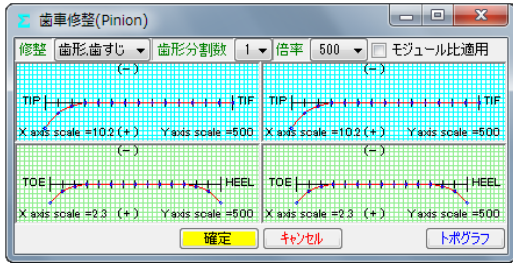 Σ 歯車修整(Pinion)
修整 歯形,歯すじ 歯形分割数 1 倍率 500 モジュール比適用
(-) (-)
TIP TIF TIP TIF
X axis scale =10.2 (+) Y axis scale =500 X axis scale =10.2 (+) Y axis scale =500
(-) (-)
TOE HEEL TOE HEEL
X axis scale =2.3 (+) Y axis scale =500 X axis scale =2.3 (+) Y axis scale =500
確定 キャンセル トポグラフ